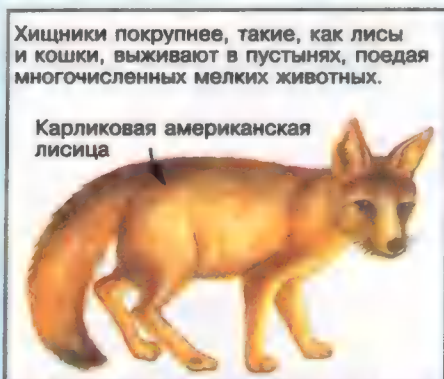 Хищники покрупнее, такие, как лисы
и кошки, выживают в пустынях, поедая
многочисленных мелких животных.
Карликовая американская
лисица